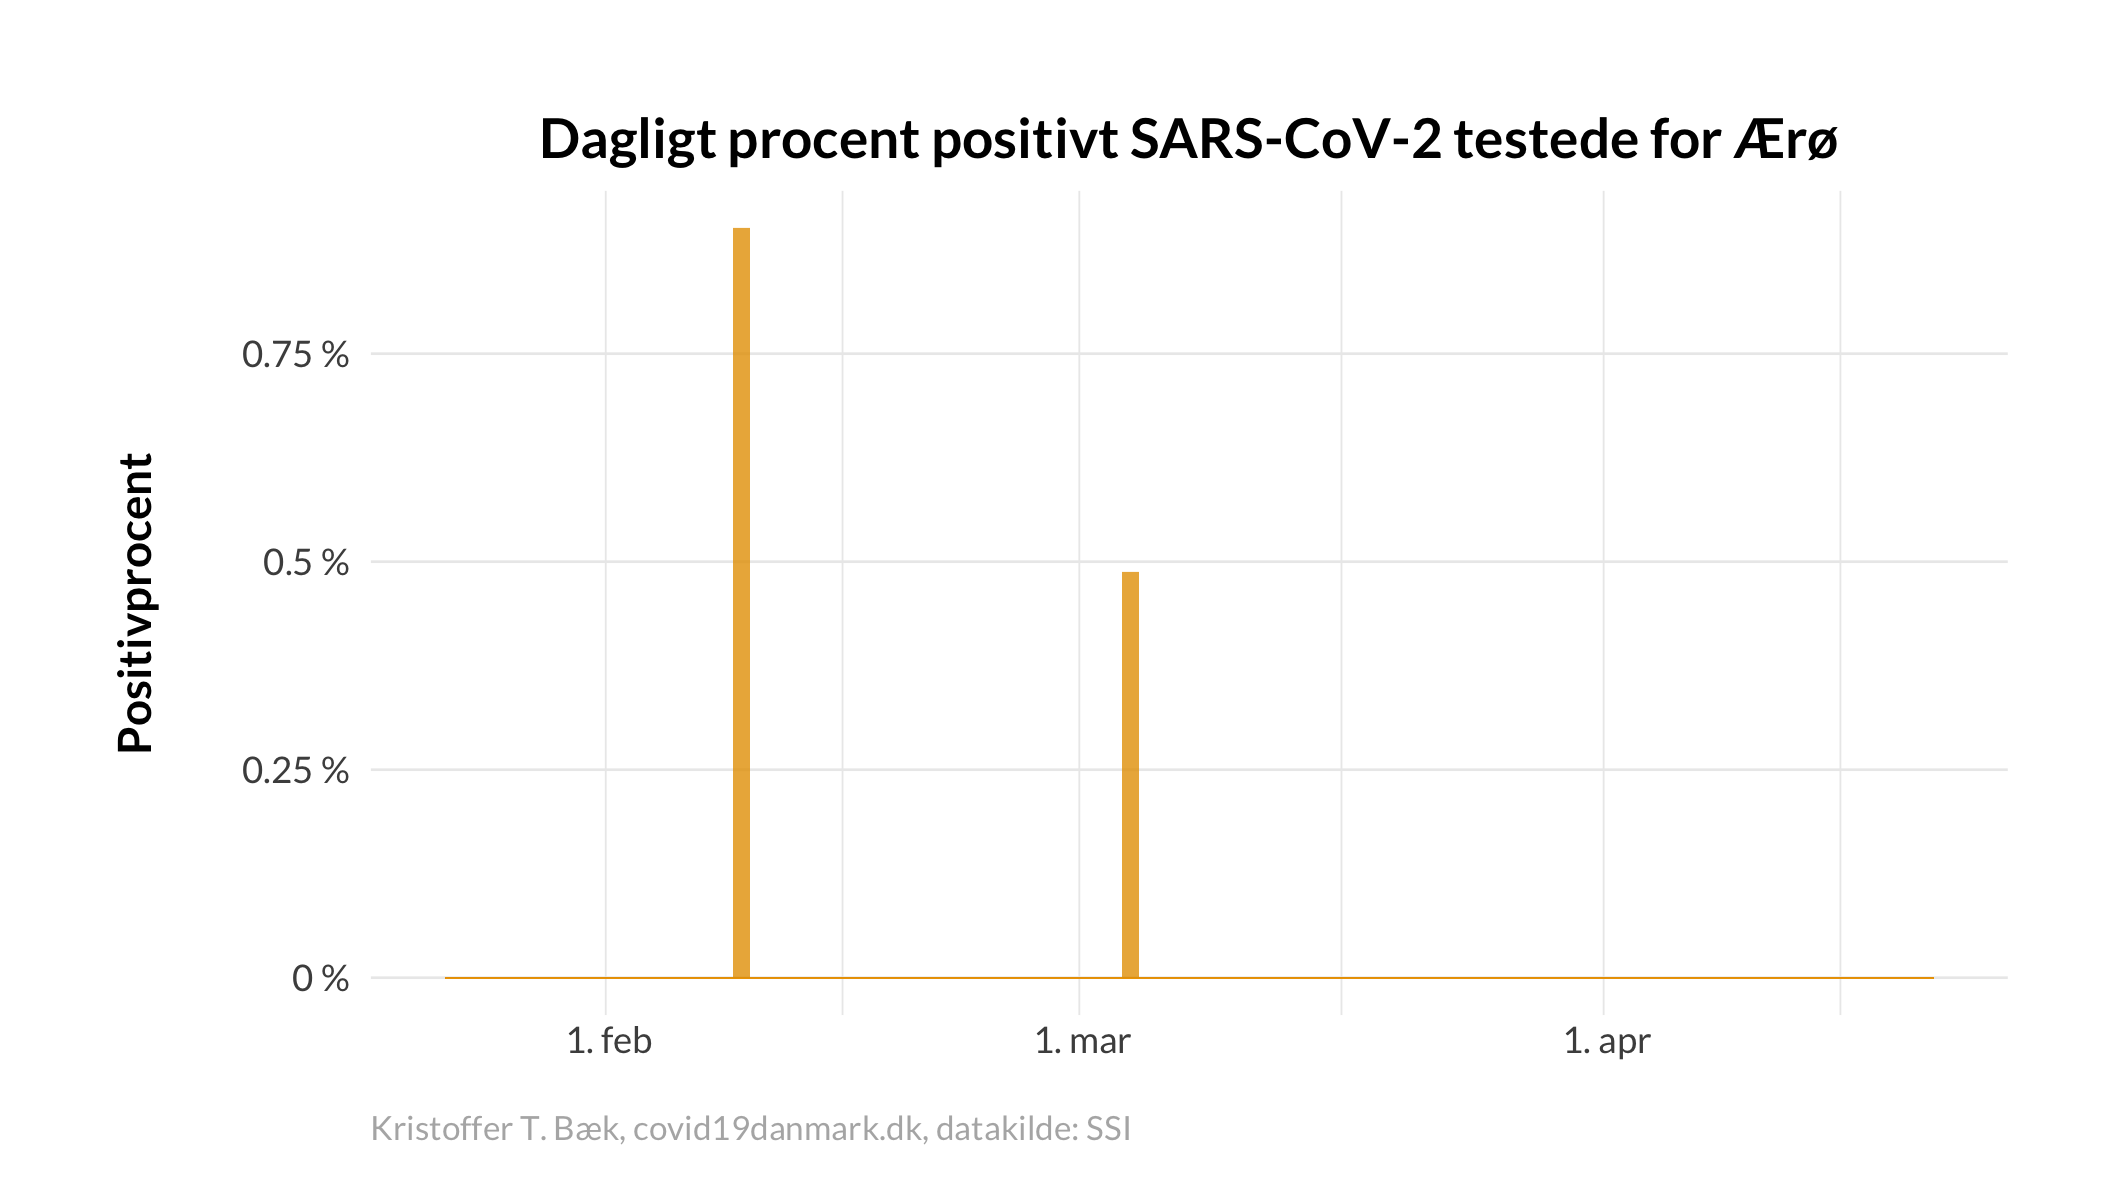 Dagligt procent positivt SARS-CoV-2 testede for Ærø
Positivprocent
0.75 %
0.5 %
0.25 %
0 %
1. feb
1. mar
1. apr
Kristoffer T. Bæk, covid19danmark.dk, datakilde: SSI